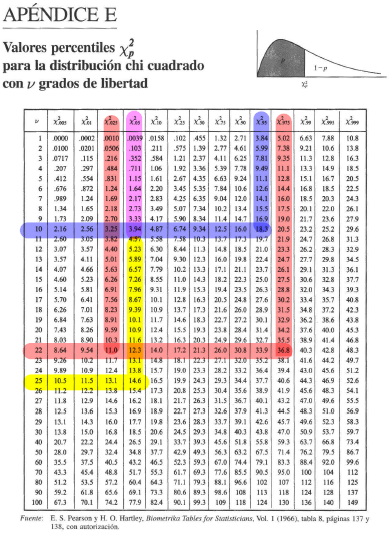 APÉNDICE E
Valores percentiles χ²p
para la distribución chi cuadrado
con ν grados de libertad
p
1-p
χ²p
ν χ².005 χ².01 χ².025 χ².05 χ².10 χ².25 χ².50 χ².75 χ².90 χ².95 χ².975 χ².99 χ².995 χ².999
1 .0000 .0002 .0010 .0039 .0158 .102 .455 1.32 2.71 3.84 5.02 6.63 7.88 10.8
2 .0100 .0201 .0506 .103 .211 .575 1.39 2.77 4.61 5.99 7.38 9.21 10.6 13.8
3 .0717 .115 .216 .352 .584 1.21 2.37 4.11 6.25 7.81 9.35 11.3 12.8 16.3
4 .207 .297 .484 .711 1.06 1.92 3.36 5.39 7.78 9.49 11.1 13.3 14.9 18.5
5 .412 .554 .831 1.15 1.61 2.67 4.35 6.63 9.24 11.1 12.8 15.1 16.7 20.5
6 .676 .872 1.24 1.64 2.20 3.45 5.35 7.84 10.6 12.6 14.4 16.8 18.5 22.5
7 .989 1.24 1.69 2.17 2.83 4.25 6.35 9.04 12.0 14.1 16.0 18.5 20.3 24.3
8 1.34 1.65 2.18 2.73 3.49 5.07 7.34 10.2 13.4 15.5 17.5 20.1 22.0 26.1
9 1.73 2.09 2.70 3.33 4.17 5.90 8.34 11.4 14.7 16.9 19.0 21.7 23.6 27.9
10 2.16 2.56 3.25 3.94 4.87 6.74 9.34 12.5 16.0 18.3 20.5 23.2 25.2 29.6
11 2.60 3.05 3.82 4.57 5.58 7.58 10.3 13.7 17.3 19.7 21.9 24.7 26.8 31.3
12 3.07 3.57 4.40 5.23 6.30 8.44 11.3 14.8 18.5 21.0 23.3 26.2 28.3 32.9
13 3.57 4.11 5.01 5.89 7.04 9.30 12.3 16.0 19.8 22.4 24.7 27.7 29.8 34.5
14 4.07 4.66 5.63 6.57 7.79 10.2 13.3 17.1 21.1 23.7 26.1 29.1 31.3 36.1
15 4.60 5.23 6.26 7.26 8.55 11.0 14.3 18.2 22.3 25.0 27.5 30.6 32.8 37.7
16 5.14 5.81 6.91 7.96 9.31 11.9 15.3 19.4 23.5 26.3 28.8 32.0 34.3 39.3
17 5.70 6.41 7.56 8.67 10.1 12.8 16.3 20.5 24.8 27.6 30.2 33.4 35.7 40.8
18 6.26 7.01 8.23 9.39 10.9 13.7 17.3 21.6 26.0 28.9 31.5 34.8 37.2 42.3
19 6.84 7.63 8.91 10.1 11.7 14.6 18.3 22.7 27.2 30.1 32.9 36.2 38.6 43.8
20 7.43 8.26 9.59 10.9 12.4 15.5 19.3 23.8 28.4 31.4 34.2 37.6 40.0 45.3
21 8.03 8.90 10.3 11.6 13.2 16.3 20.3 24.9 29.6 32.7 35.5 38.9 41.4 46.8
22 8.64 9.54 11.0 12.3 14.0 17.2 21.3 26.0 30.8 33.9 36.8 40.3 42.8 48.3
23 9.26 10.2 11.7 13.1 14.8 18.1 22.3 27.1 32.0 35.2 38.1 41.6 44.2 49.7
24 9.89 10.9 12.4 13.8 15.7 19.0 23.3 28.2 33.2 36.4 39.4 43.0 45.6 51.2
25 10.5 11.5 13.1 14.6 16.5 19.9 24.3 29.3 34.4 37.7 40.6 44.3 46.9 52.6
26 11.2 12.2 13.8 15.4 17.3 20.8 25.3 30.4 35.6 38.9 41.9 45.6 48.3 54.1
27 11.8 12.9 14.6 16.2 18.1 21.7 26.3 31.5 36.7 40.1 43.2 47.0 49.6 55.5
28 12.5 13.6 15.3 16.9 18.9 22.7 27.3 32.6 37.9 41.3 44.5 48.3 51.0 56.9
29 13.1 14.3 16.0 17.7 19.8 23.6 28.3 33.7 39.1 42.6 45.7 49.6 52.3 58.3
30 13.8 15.0 16.8 18.5 20.6 24.5 29.3 34.8 40.3 43.8 47.0 50.9 53.7 59.7
40 20.7 22.2 24.4 26.5 29.1 33.7 39.3 45.6 51.8 55.8 59.3 63.7 66.8 73.4
50 28.0 29.7 32.4 34.8 37.7 42.9 49.3 56.3 63.2 67.5 71.4 76.2 79.5 86.7
60 35.5 37.5 40.5 43.2 46.5 52.3 59.3 67.0 74.4 79.1 83.3 88.4 92.0 99.6
70 43.3 45.4 48.8 51.7 55.3 61.7 69.3 77.6 85.5 90.5 95.0 100 104 112
80 51.2 53.5 57.2 60.4 64.3 71.1 79.3 88.1 96.6 102 107 112 116 125
90 59.2 61.8 65.6 69.1 73.3 80.6 89.3 98.6 108 113 118 124 128 137
100 67.3 70.1 74.2 77.9 82.4 90.1 99.3 109 118 124 130 136 140 149
Fuente: E. S. Pearson y H. O. Hartley, Biometrika Tables for Statisticians, Vol. 1 (1966), tabla 8, páginas 137 y
138, con autorización.